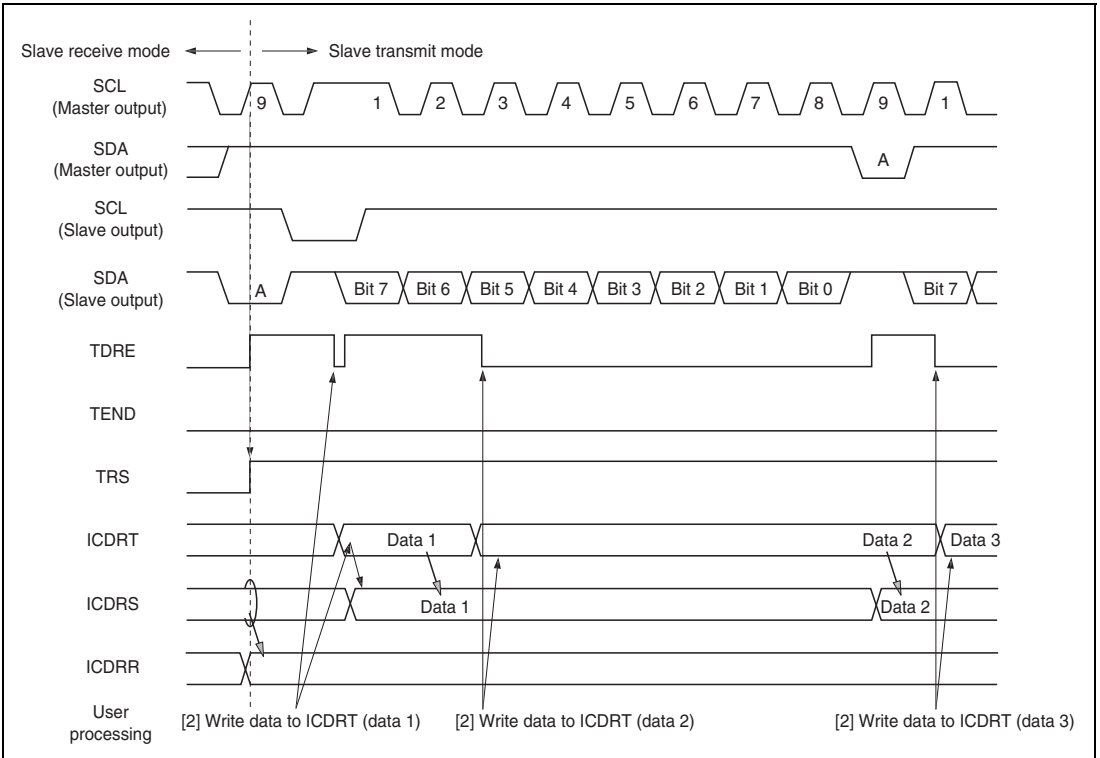 Slave receive mode Slave transmit mode
SCL
(Master output)
9 1 2 3 4 5 6 7 8 9 1
SDA
(Master output)
A
SCL
(Slave output)
SDA
(Slave output)
A Bit 7 Bit 6 Bit 5 Bit 4 Bit 3 Bit 2 Bit 1 Bit 0 Bit 7
TDRE
TEND
TRS
ICDRT
Data 1 Data 2 Data 3
ICDRS
Data 1 Data 2
ICDRR
User
processing
[2] Write data to ICDRT (data 1) [2] Write data to ICDRT (data 2) [2] Write data to ICDRT (data 3)